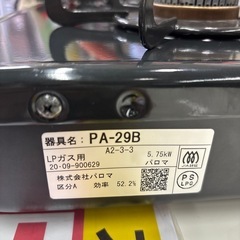 器具名: PA-29B
A2-3-3
LPガス用 5.75kW
20·09-900629 パロマ
株式会社パロマ
区分A 効率 52.2%
PS
LPG